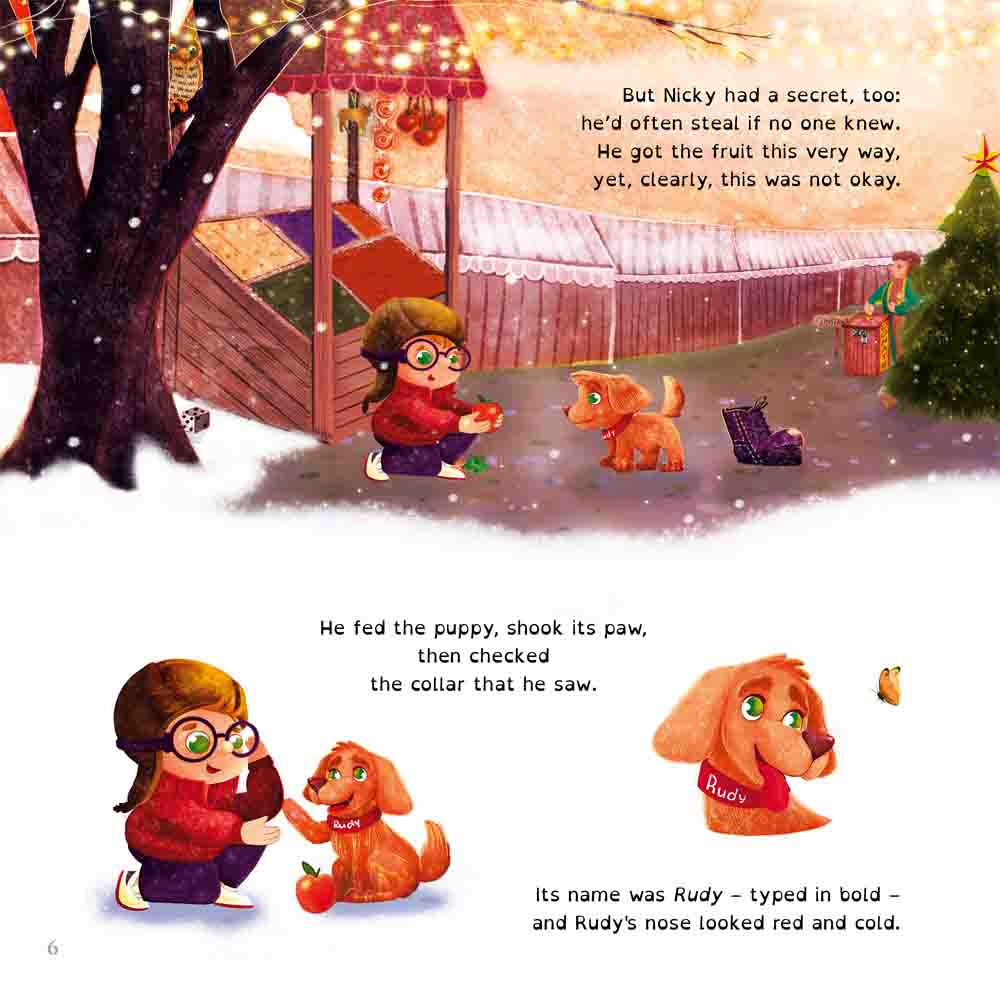 But Nicky had a secret, too:
he’d often steal if no one knew.
He got the fruit this very way,
yet, clearly, this was not okay.
He fed the puppy, shook its paw,
then checked
the collar that he saw.
Rudy
Rudy
Its name was Rudy – typed in bold –
and Rudy's nose looked red and cold.
6